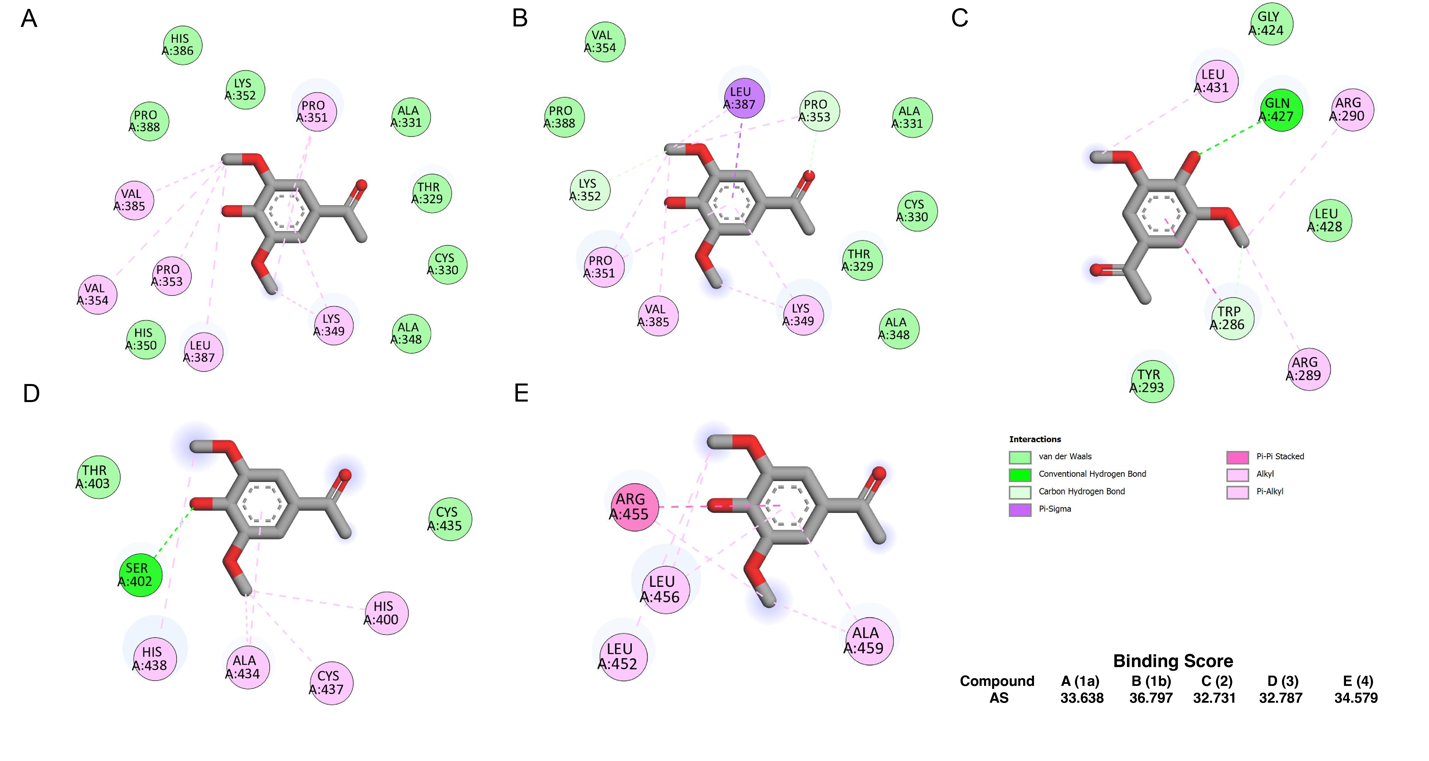 A
HIS
A:386
LYS
A:352
PRO
A:351
PRO
A:388
ALA
A:331
VAL
A:385
THR
A:329
PRO
A:353
CYS
A:330
VAL
A:354
HIS
A:350
LEU
A:387
LYS
A:349
ALA
A:348
B
VAL
A:354
LEU
A:387
PRO
A:353
PRO
A:388
ALA
A:331
LYS
A:352
CYS
A:330
PRO
A:351
THR
A:329
VAL
A:385
LYS
A:349
ALA
A:348
C
GLY
A:424
LEU
A:431
GLN
A:427
ARG
A:290
LEU
A:428
TRP
A:286
ARG
A:289
TYR
A:293
D
THR
A:403
CYS
A:435
SER
A:402
HIS
A:400
HIS
A:438
ALA
A:434
CYS
A:437
E
ARG
A:455
LEU
A:456
LEU
A:452
ALA
A:459
Interactions
van der Waals
Conventional Hydrogen Bond
Carbon Hydrogen Bond
Pi-Sigma
Pi-Pi Stacked
Alkyl
Pi-Alkyl
Binding Score
Compound A (1a) B (1b) C (2) D (3) E (4)
AS 33.638 36.797 32.731 32.787 34.579